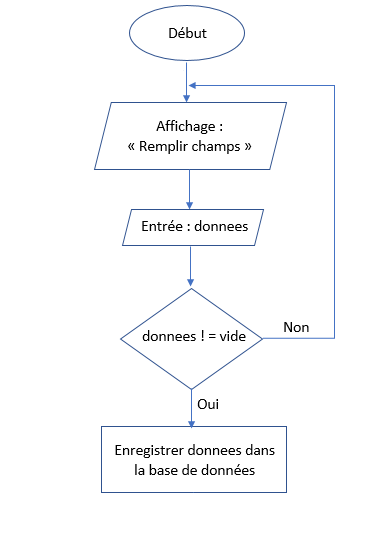 Début
Affichage :
« Remplir champs »
Entrée : donnees
donnees ! = vide
Non
Oui
Enregistrer donnees dans
la base de données